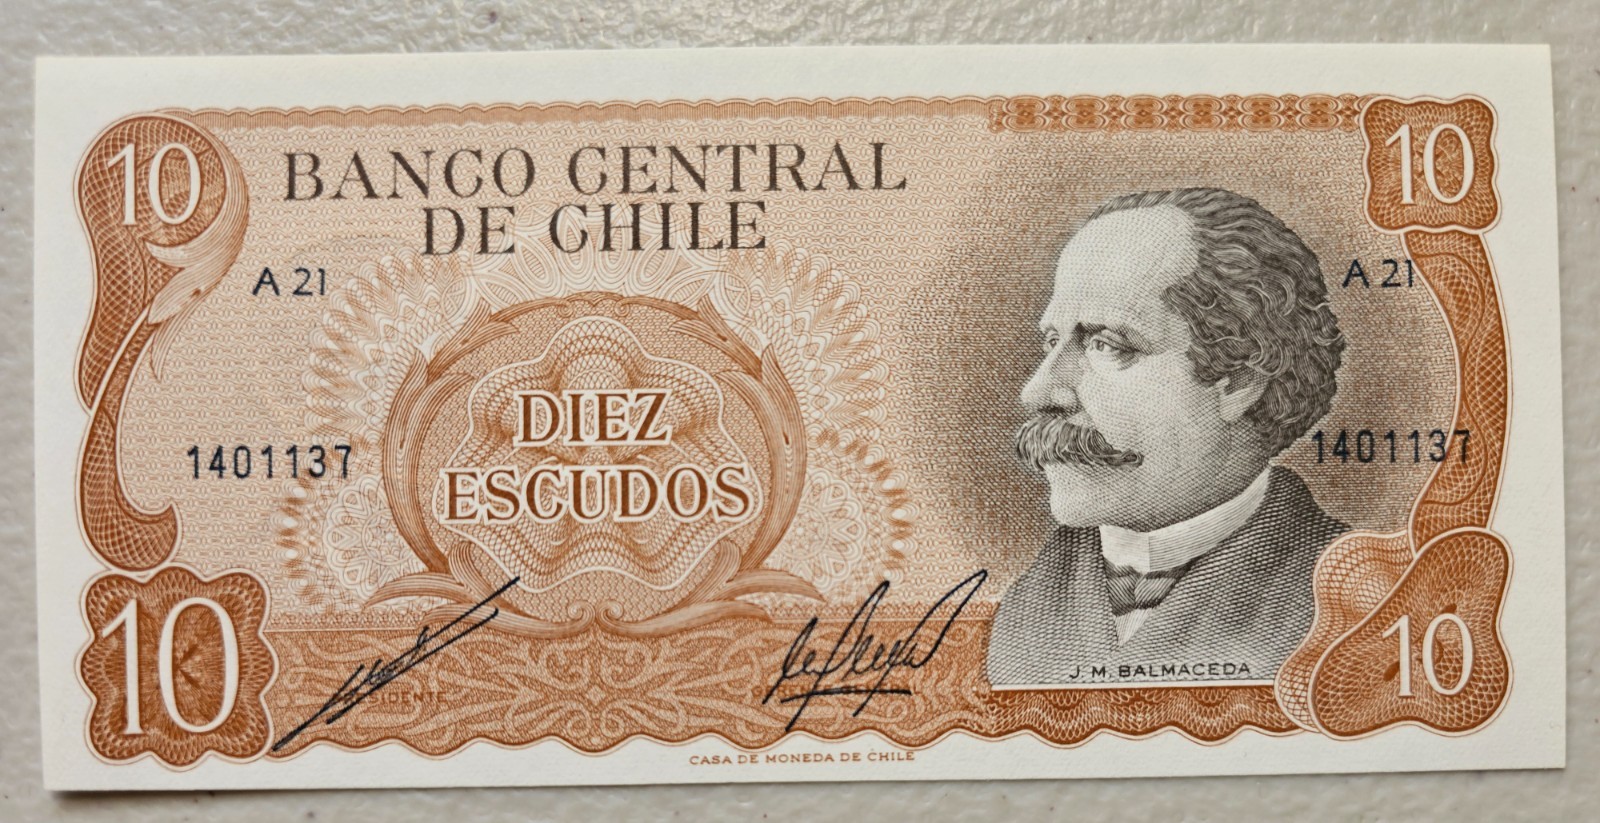 10
10
BANCO CENTRAL
DE CHILE
A 21
A 21
DIEZ
1401137
1401137
ESCUDOS
10
10
J. M. BALMACEDA
CASA DE MONEDA DE CHILE